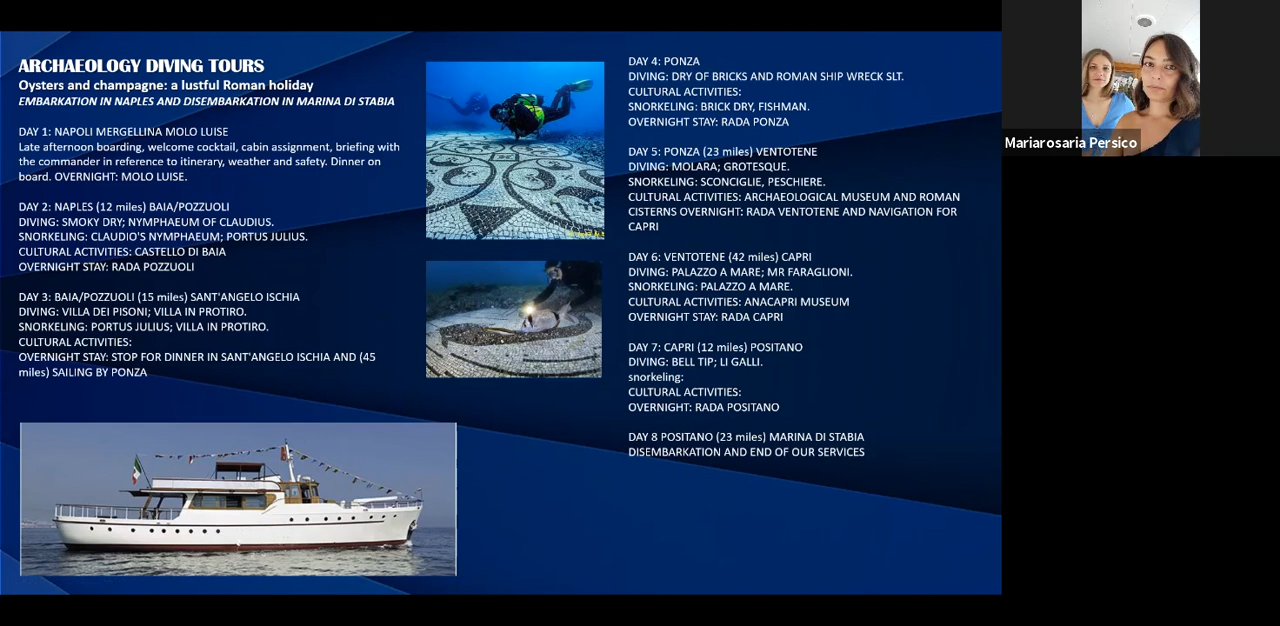 ARCHAEOLOGY DIVING TOURS
Oysters and champagne: a lustful Roman holiday
EMBARKATION IN NAPLES AND DISEMBARKATION IN MARINA DI STABIA
DAY 1: NAPOLI MERGELLINA MOLO LUISE
Late afternoon boarding, welcome cocktail, cabin assignment, briefing with
the commander in reference to itinerary, weather and safety. Dinner on
board. OVERNIGHT: MOLO LUISE.
DAY 2: NAPLES (12 miles) BAIA/POZZUOLI
DIVING: SMOKY DRY; NYMPHAEUM OF CLAUDIUS.
SNORKELING: CLAUDIO'S NYMPHAEUM; PORTUS JULIUS.
CULTURAL ACTIVITIES: CASTELLO DI BAIA
OVERNIGHT STAY: RADA POZZUOLI
DAY 3: BAIA/POZZUOLI (15 miles) SANT'ANGELO ISCHIA
DIVING: VILLA DEI PISONI; VILLA IN PROTIRO.
SNORKELING: PORTUS JULIUS; VILLA IN PROTIRO.
CULTURAL ACTIVITIES:
OVERNIGHT STAY: STOP FOR DINNER IN SANT'ANGELO ISCHIA AND (45
miles) SAILING BY PONZA
DAY 4: PONZA
DIVING: DRY OF BRICKS AND ROMAN SHIP WRECK SLT.
CULTURAL ACTIVITIES:
SNORKELING: BRICK DRY, FISHMAN.
OVERNIGHT STAY: RADA PONZA
DAY 5: PONZA (23 miles) VENTOTENE
DIVING: MOLARA; GROTESQUE.
SNORKELING: SCONCIGLIE, PESCHIERE.
CULTURAL ACTIVITIES: ARCHAEOLOGICAL MUSEUM AND ROMAN
CISTERNS OVERNIGHT: RADA VENTOTENE AND NAVIGATION FOR
CAPRI
DAY 6: VENTOTENE (42 miles) CAPRI
DIVING: PALAZZO A MARE; MR FARAGLIONI.
SNORKELING: PALAZZO A MARE.
CULTURAL ACTIVITIES: ANACAPRI MUSEUM
OVERNIGHT STAY: RADA CAPRI
DAY 7: CAPRI (12 miles) POSITANO
DIVING: BELL TIP; LI GALLI.
snorkeling:
CULTURAL ACTIVITIES:
OVERNIGHT: RADA POSITANO
DAY 8 POSITANO (23 miles) MARINA DI STABIA
DISEMBARKATION AND END OF OUR SERVICES
Mariarosaria Persico